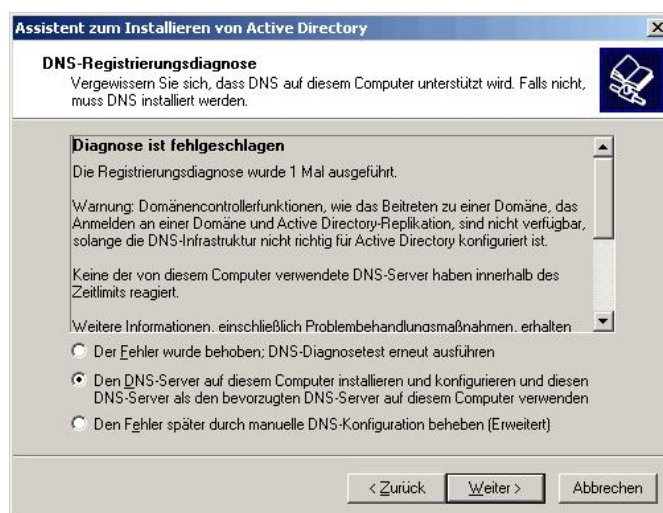 Assistent zum Installieren von Active Directory
DNS-Registrierungsdiagnose
Vergewissern Sie sich, dass DNS auf diesem Computer unterstützt wird. Falls nicht,
muss DNS installiert werden.
Diagnose ist fehlgeschlagen
Die Registrierungsdiagnose wurde 1 Mal ausgeführt.
Warnung: Domänencontrollerfunktionen, wie das Beitreten zu einer Domäne, das
Anmelden an einer Domäne und Active Directory-Replikation, sind nicht verfügbar,
solange die DNS-Infrastruktur nicht richtig für Active Directory konfiguriert ist.
Keine der von diesem Computer verwendete DNS-Server haben innerhalb des
Zeitlimits reagiert.
Weitere Informationen, einschließlich Problembehandlungsmaßnahmen, erhalten
Der Fehler wurde behoben; DNS-Diagnosetest erneut ausführen
Den DNS-Server auf diesem Computer installieren und konfigurieren und diesen
DNS-Server als den bevorzugten DNS-Server auf diesem Computer verwenden
Den Fehler später durch manuelle DNS-Konfiguration beheben (Erweitert)
< Zurück
Weiter >
Abbrechen